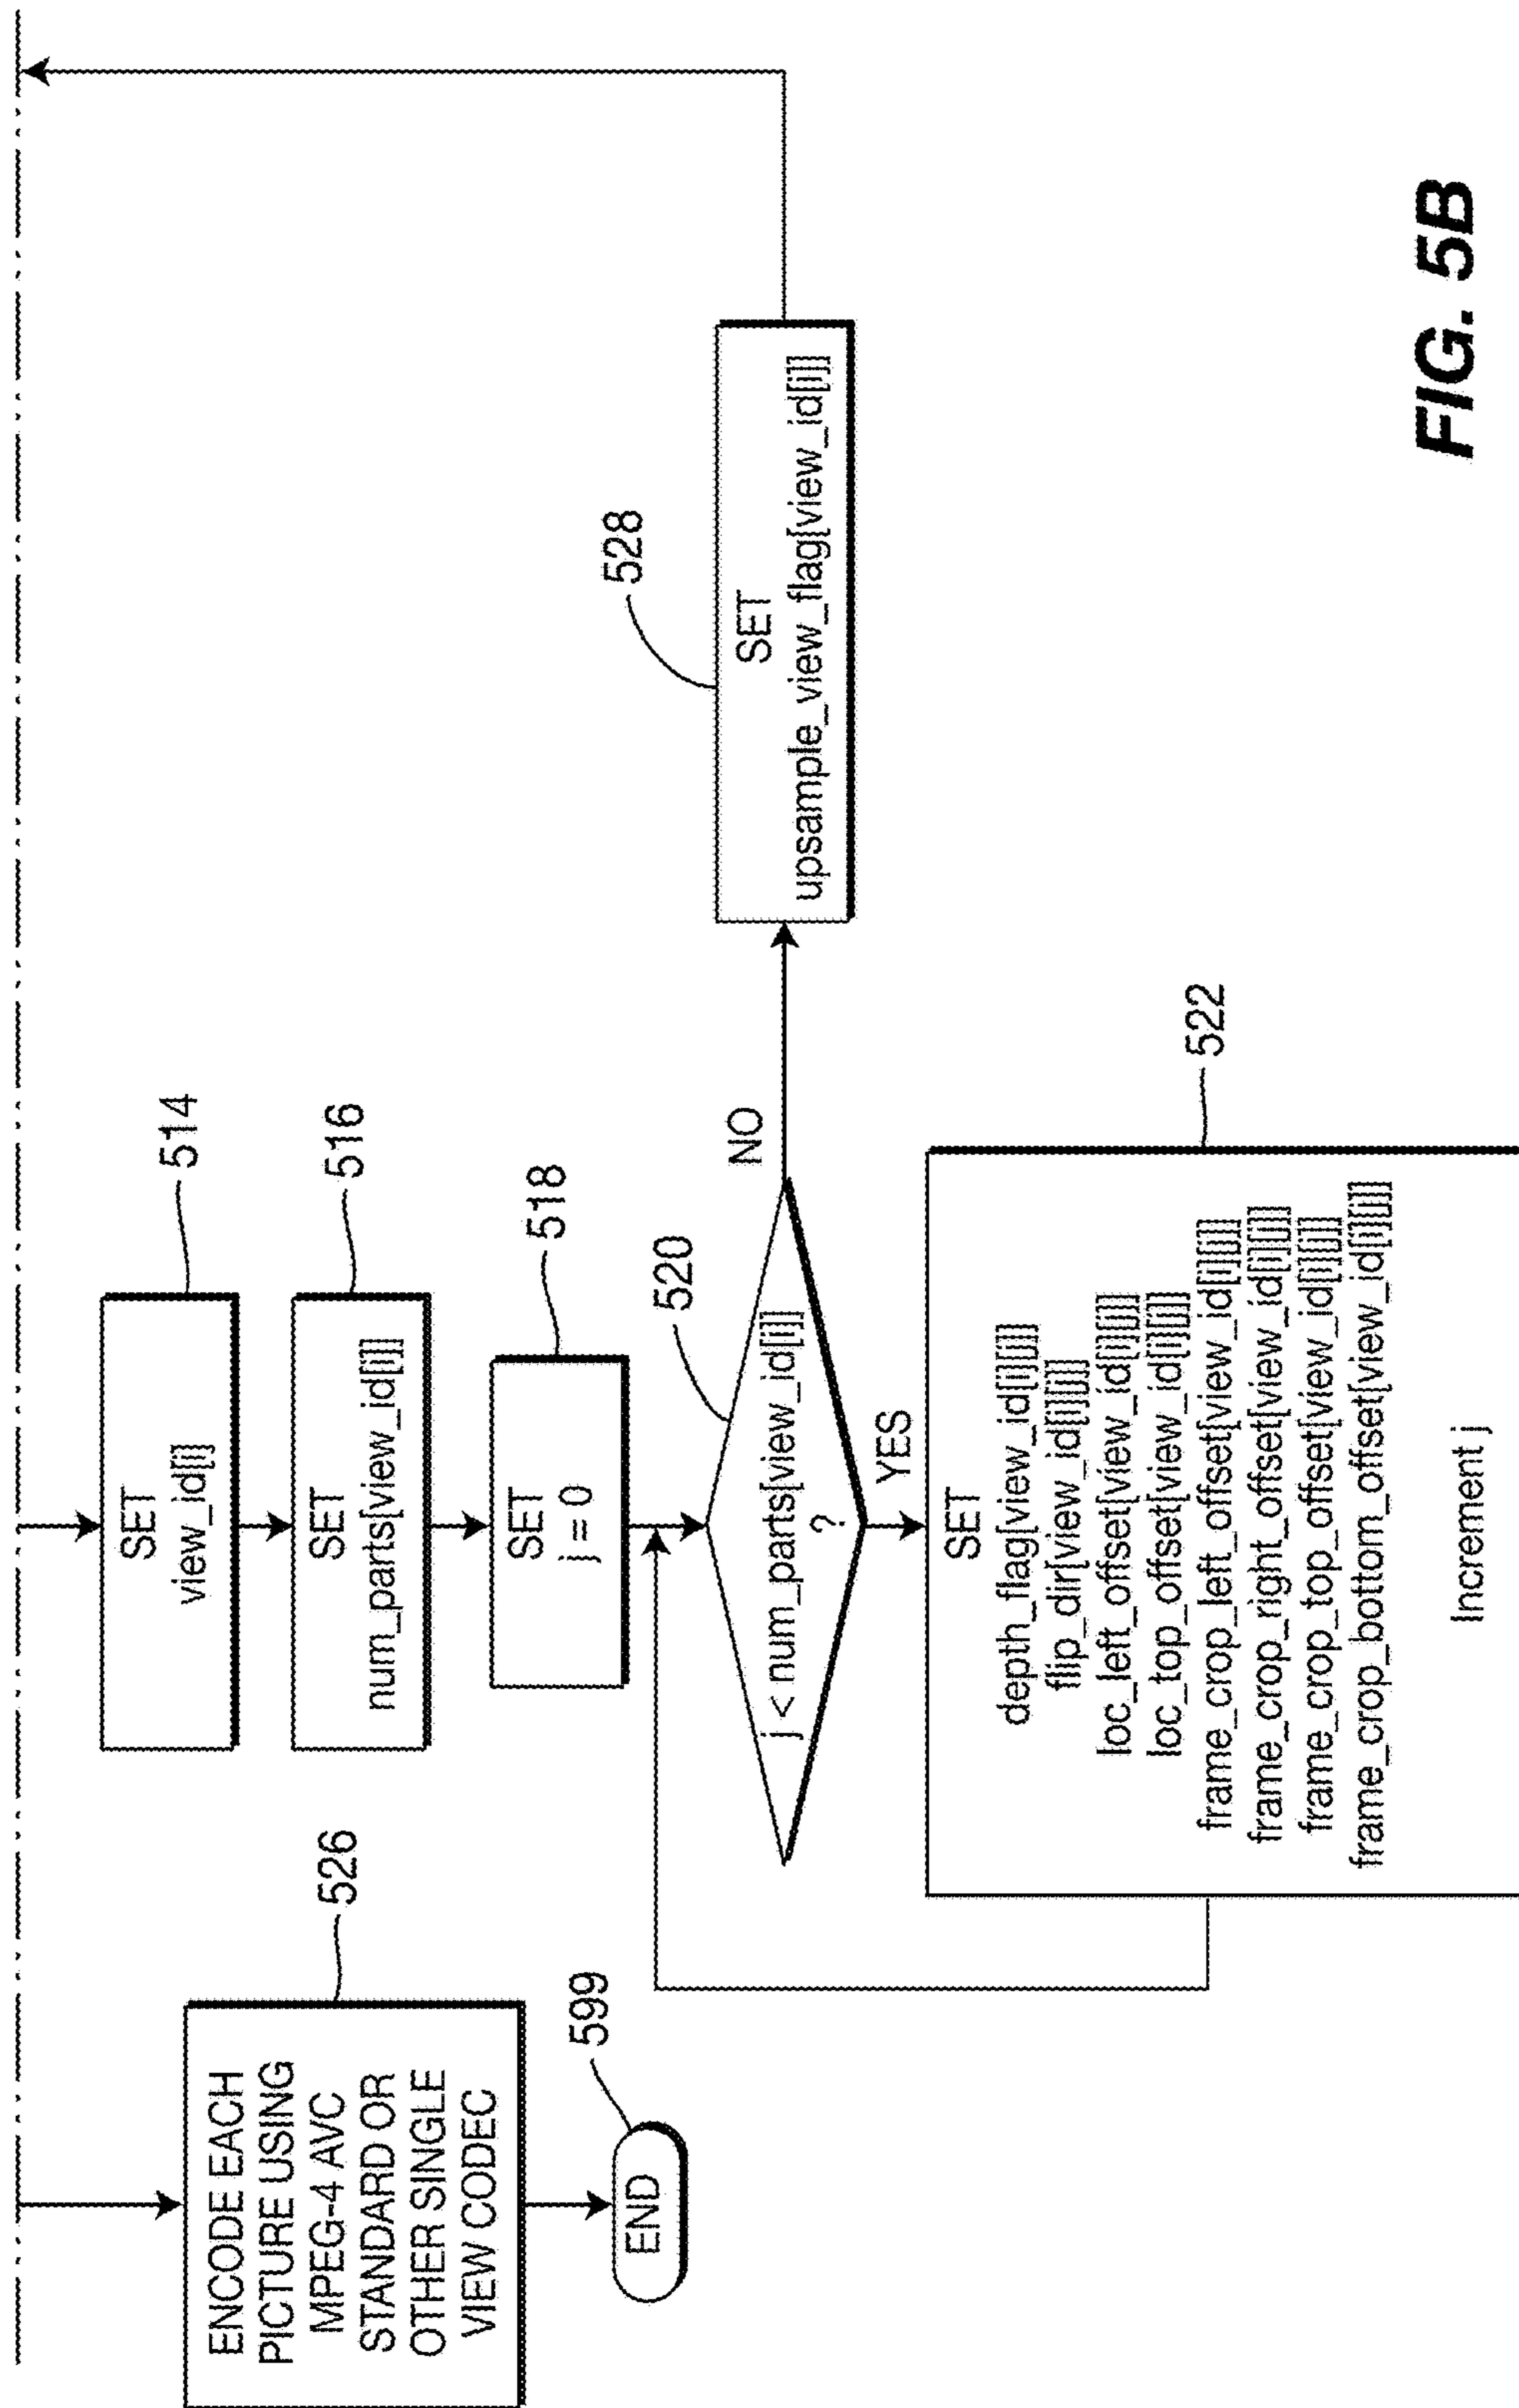 ENCODE EACH
PICTURE USING
MPEG-4 AVC
STANDARD OR
OTHER SINGLE
VIEW CODEC
526
END
599
SET
view_id[i]
514
SET
num_parts[view_id[i]]
516
SET
j = 0
518
j < num_parts[view_id[i]]
?
520
NO
YES
SET
depth_flag[view_id[i][j]]
flip_dir[view_id[i][j]]
loc_left_offset[view_id[i][j]]
loc_top_offset[view_id[i][j]]
frame_crop_left_offset[view_id[i][j]]
frame_crop_right_offset[view_id[i][j]]
frame_crop_top_offset[view_id[i][j]]
frame_crop_bottom_offset[view_id[i][j]]
Increment j
522
SET
upsample_view_flag[view_id[i]]
528
FIG. 5B